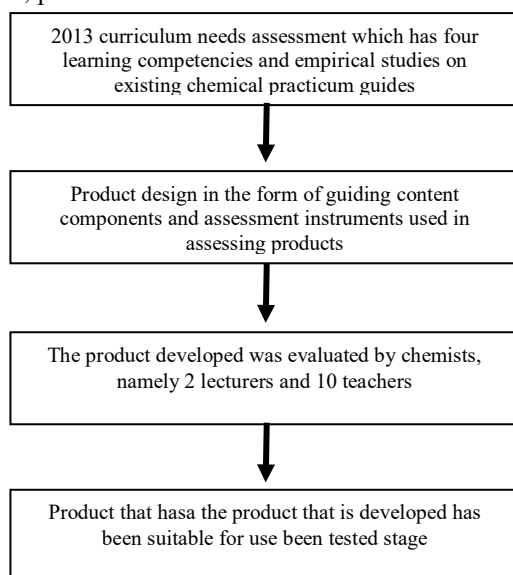 2013 curriculum needs assessment which has four
learning competencies and empirical studies on
existing chemical practicum guides
Product design in the form of guiding content
components and assessment instruments used in
assessing products
The product developed was evaluated by chemists,
namely 2 lecturers and 10 teachers
Product that hasa the product that is developed has
been suitable for use been tested stage